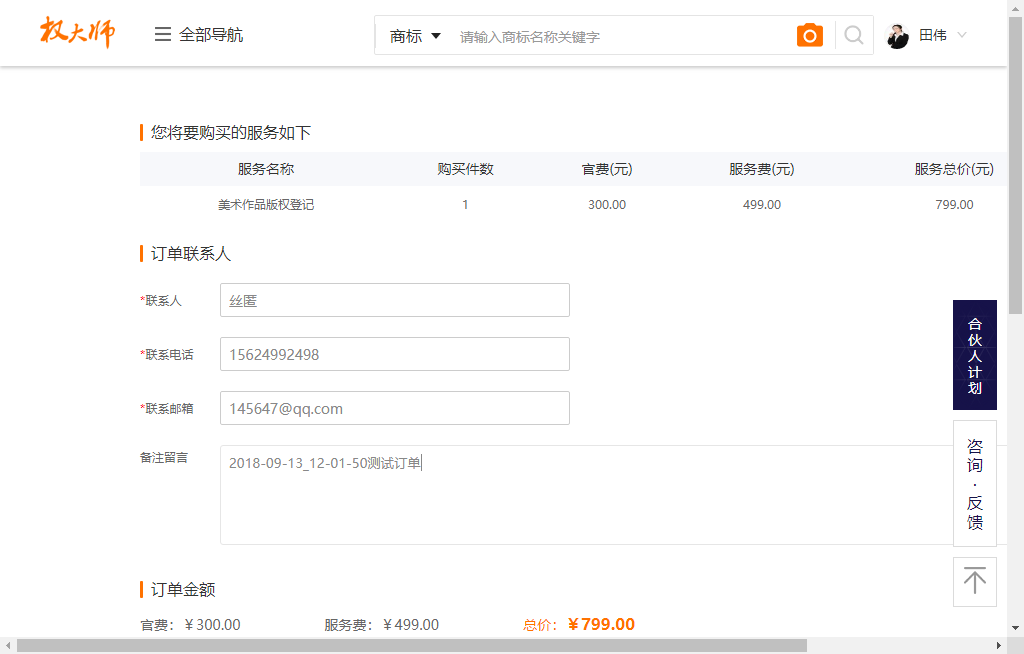 权大师
全部导航
商标 请输入商标名称关键字
田伟
您将要购买的服务如下
服务名称 购买件数 官费(元) 服务费(元) 服务总价(元)
美术作品版权登记 1 300.00 499.00 799.00
订单联系人
*联系人 丝匿
*联系电话 15624992498
*联系邮箱 145647@qq.com
备注留言 2018-09-13_12-01-50测试订单
订单金额
官费：￥300.00 服务费：￥499.00 总价：￥799.00
合伙人计划
咨询·反馈